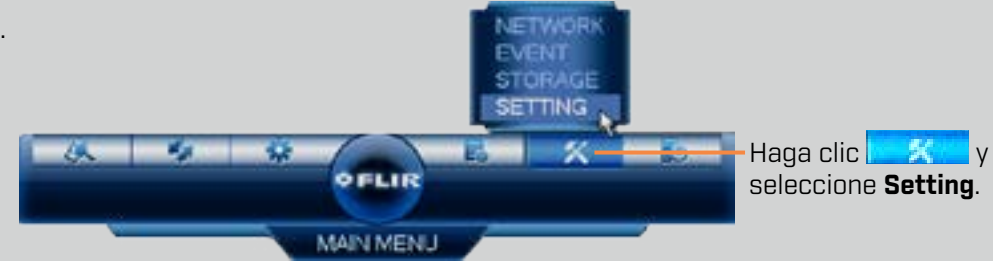 .
NETWORK
EVENT
STORAGE
SETTING
FLIR
MAIN MENU
Haga clic y
seleccione Setting.